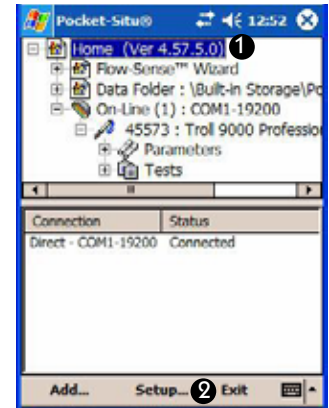 Pocket-Situ® 12:52
Home (Ver 4.57.5.0) 1
Flow-Sense™ Wizard
Data Folder : \Built-in Storage\Po
On-Line (1) : COM1-19200
45573 : Troll 9000 Profession
Parameters
Tests
Connection Status
Direct - COM1-19200 Connected
Add... Setup... 2 Exit